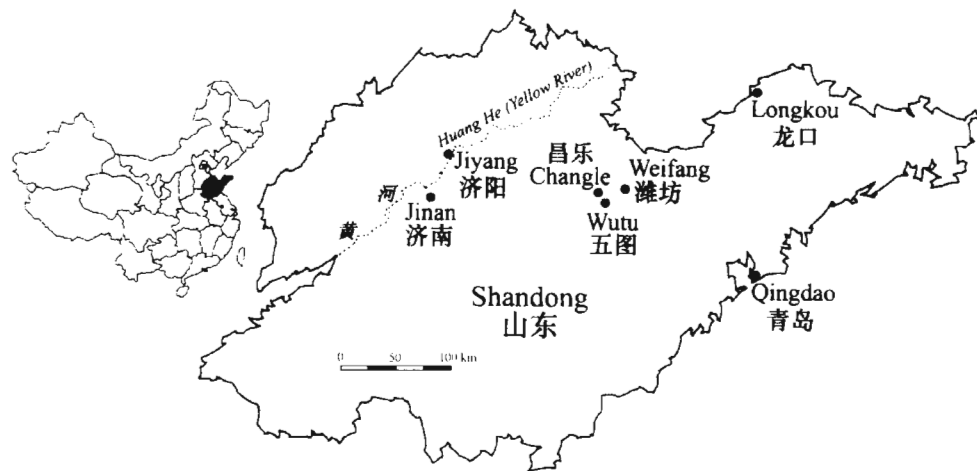 Huang He (Yellow River)
Longkou
龙口
Jiyang
济阳
昌乐
Changle
Weifang
潍坊
河
Jinan
济南
Wutu
五图
黄
Qingdao
青岛
Shandong
山东
0 50 100 km